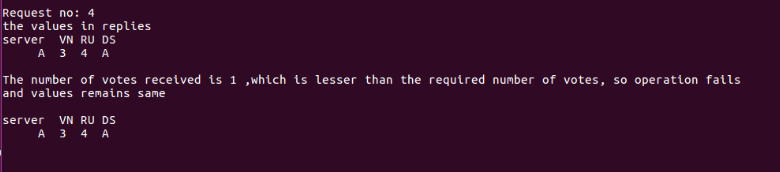 Request no: 4
the values in replies
server  VN RU DS
     A  3  4  A
The number of votes received is 1 ,which is lesser than the required number of votes, so operation fails
and values remains same
server  VN RU DS
     A  3  4  A